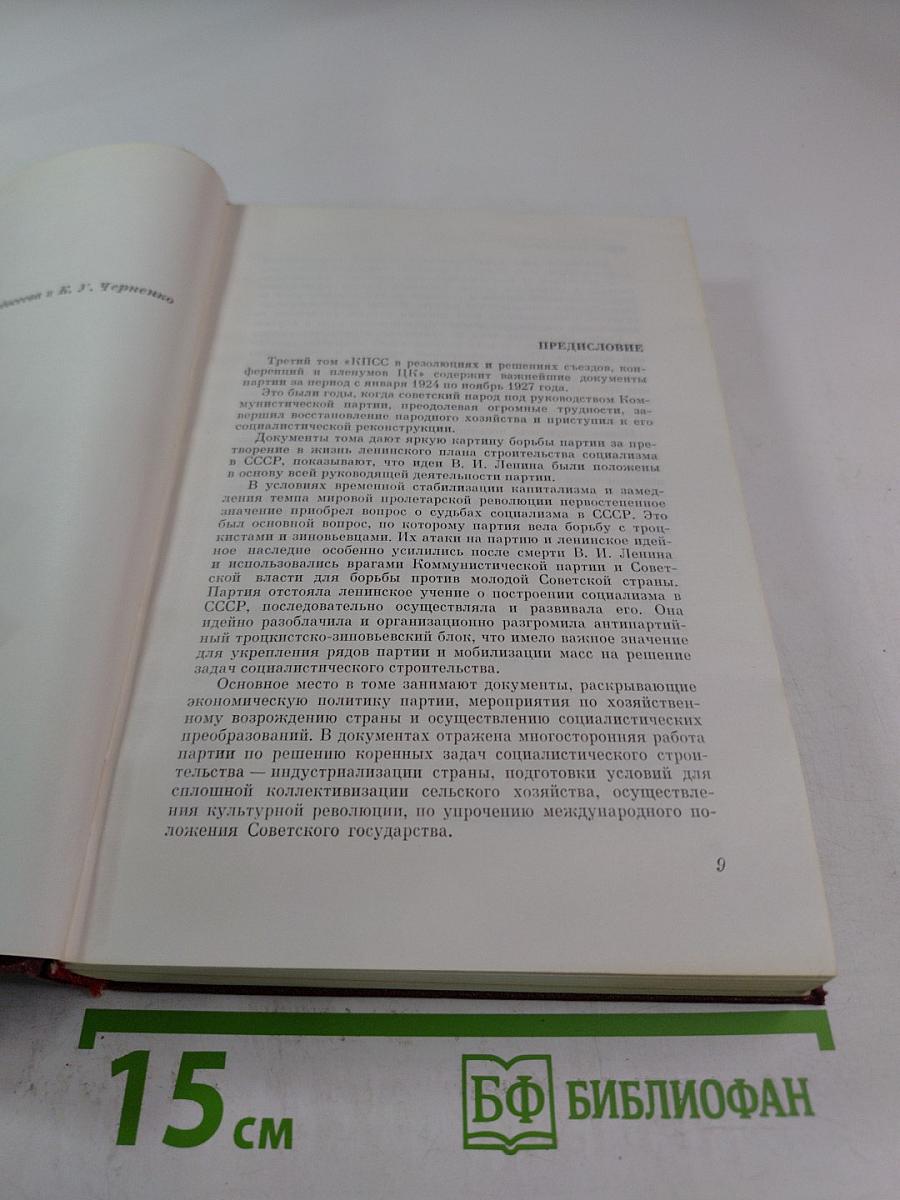 и К. У. Черненко
ПРЕДИСЛОВИЕ
Третий том «КПСС в резолюциях и решениях съездов, кон-
ференций и пленумов ЦК» содержит важнейшие документы
партии за период с января 1924 по ноябрь 1927 года.
Это были годы, когда советский народ под руководством Ком-
мунистической партии, преодолевая огромные трудности, за-
вершил восстановление народного хозяйства и приступил к его
социалистической реконструкции.
Документы тома дают яркую картину борьбы партии за пре-
творение в жизнь ленинского плана строительства социализма
в СССР, показывают, что идеи В. И. Ленина были положены
в основу всей руководящей деятельности партии.
В условиях временной стабилизации капитализма и замед-
ления темпа мировой пролетарской революции первостепенное
значение приобрел вопрос о судьбах социализма в СССР. Это
был основной вопрос, по которому партия вела борьбу с троц-
кистами и зиновьевцами. Их атаки на партию и ленинское идей-
ное наследие особенно усилились после смерти В. И. Ленина
и использовались врагами Коммунистической партии и Совет-
ской власти для борьбы против молодой Советской страны.
Партия отстояла ленинское учение о построении социализма в
СССР, последовательно осуществляла и развивала его. Она
идейно разоблачила и организационно разгромила антипартий-
ный троцкистско-зиновьевский блок, что имело важное значение
для укрепления рядов партии и мобилизации масс на решение
задач социалистического строительства.
Основное место в томе занимают документы, раскрывающие
экономическую политику партии, мероприятия по хозяйствен-
ному возрождению страны и осуществлению социалистических
преобразований. В документах отражена многосторонняя работа
партии по решению коренных задач социалистического строи-
тельства — индустриализации страны, подготовки условий для
сплошной коллективизации сельского хозяйства, осуществле-
ния культурной революции, по упрочению международного по-
ложения Советского государства.
9
15 см
БФ БИБЛИОФАН